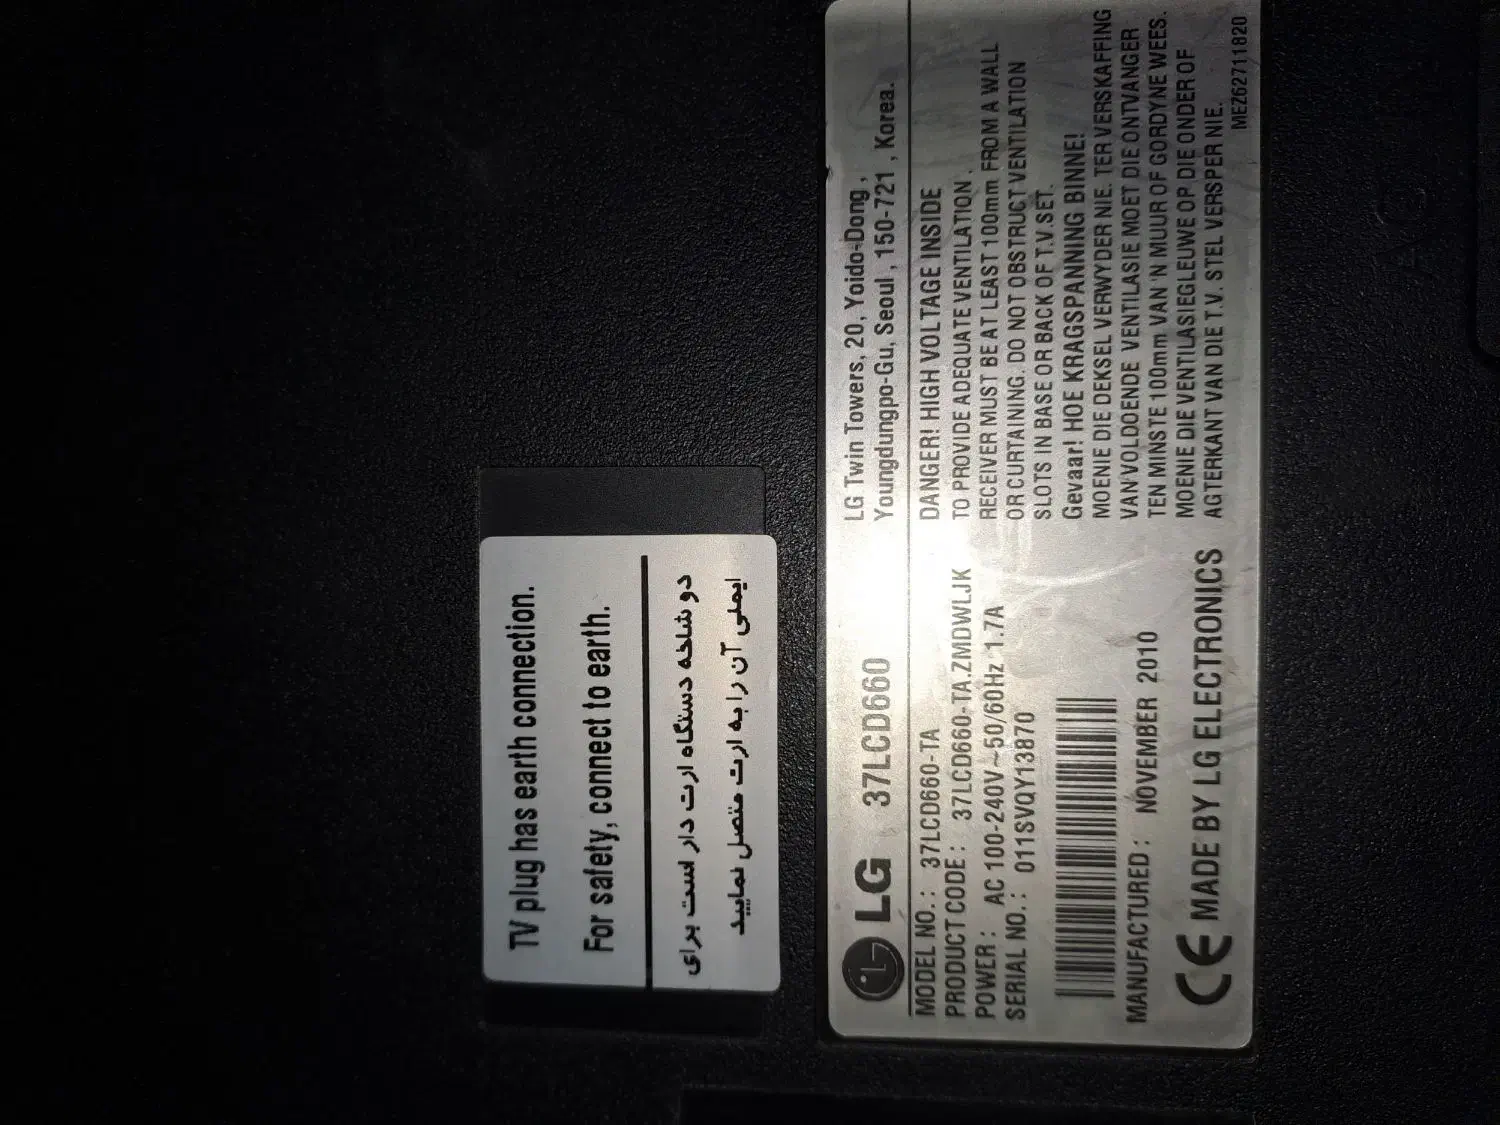 TV plug has earth connection.
For safety, connect to earth.
دو شاخه دستگاه ارت دار است برای
ایمنی آن را به ارت متصل نمایید
LG 37LCD660
MODEL NO. : 37LCD660-TA
PRODUCT CODE : 37LCD660-TA.ZMDWLJK
POWER : AC 100-240V~50/60Hz 1.7A
SERIAL NO. : 011SVQY13870
MANUFACTURED : NOVEMBER 2010
CE MADE BY LG ELECTRONICS
LG Twin Towers, 20, Yoido-Dong ,
Youngdungpo-Gu, Seoul , 150-721 , Korea.
DANGER! HIGH VOLTAGE INSIDE
TO PROVIDE ADEQUATE VENTILATION .
RECEIVER MUST BE AT LEAST 100mm FROM A WALL
OR CURTAINING. DO NOT OBSTRUCT VENTILATION
SLOTS IN BASE OR BACK OF T.V. SET.
Gevaar! HOE KRAGSPANNING BINNE!
MOENIE DIE DEKSEL VERWYDER NIE. TER VERSKAFFING
VAN VOLDOENDE VENTILASIE MOET DIE ONTVANGER
TEN MINSTE 100mm VAN 'N MUUR OF GORDYNE WEES.
MOENIE DIE VENTILASIEGLEUWE OP DIE ONDER OF
AGTERKANT VAN DIE T.V. STEL VERSPER NIE.
MEZ62711820